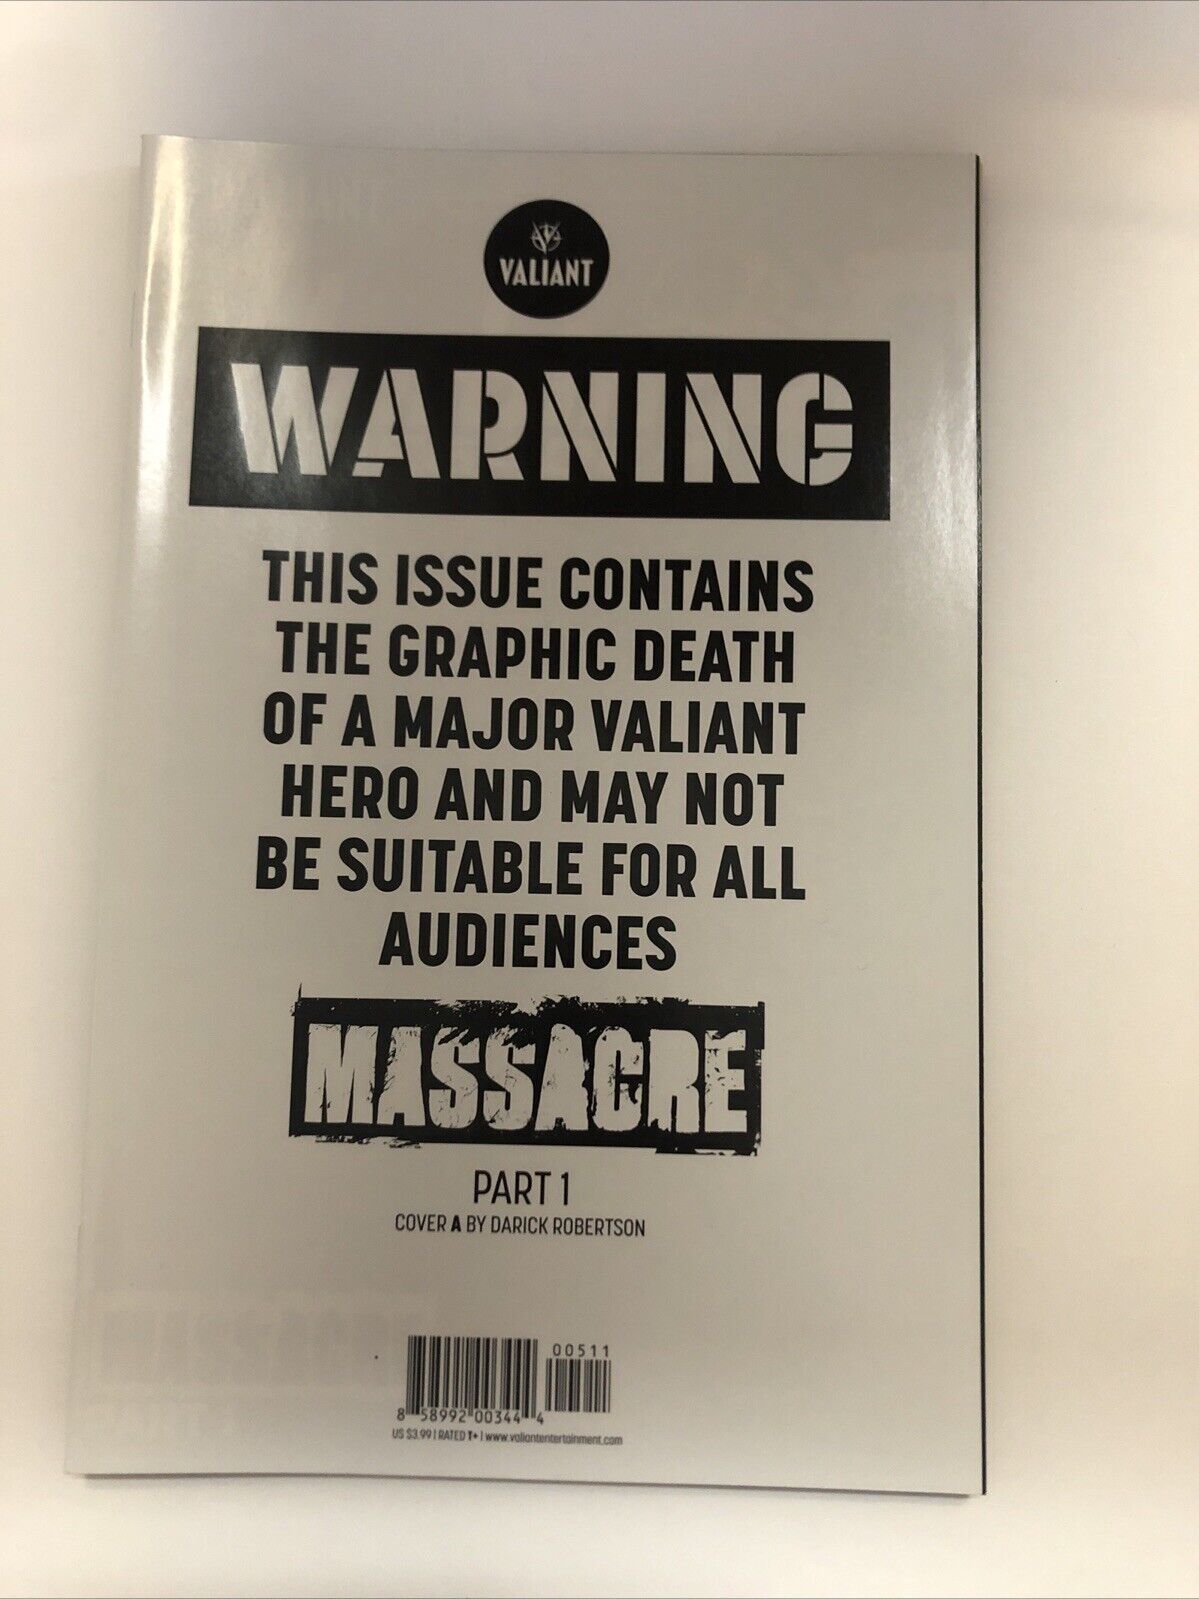 VALIANT
WARNING
THIS ISSUE CONTAINS
THE GRAPHIC DEATH
OF A MAJOR VALIANT
HERO AND MAY NOT
BE SUITABLE FOR ALL
AUDIENCES
MASSACRE
PART 1
COVER A BY DARICK ROBERTSON
00511
8 58992 00344 4
US $3.99 | RATED T+ | www.valiantentertainment.com